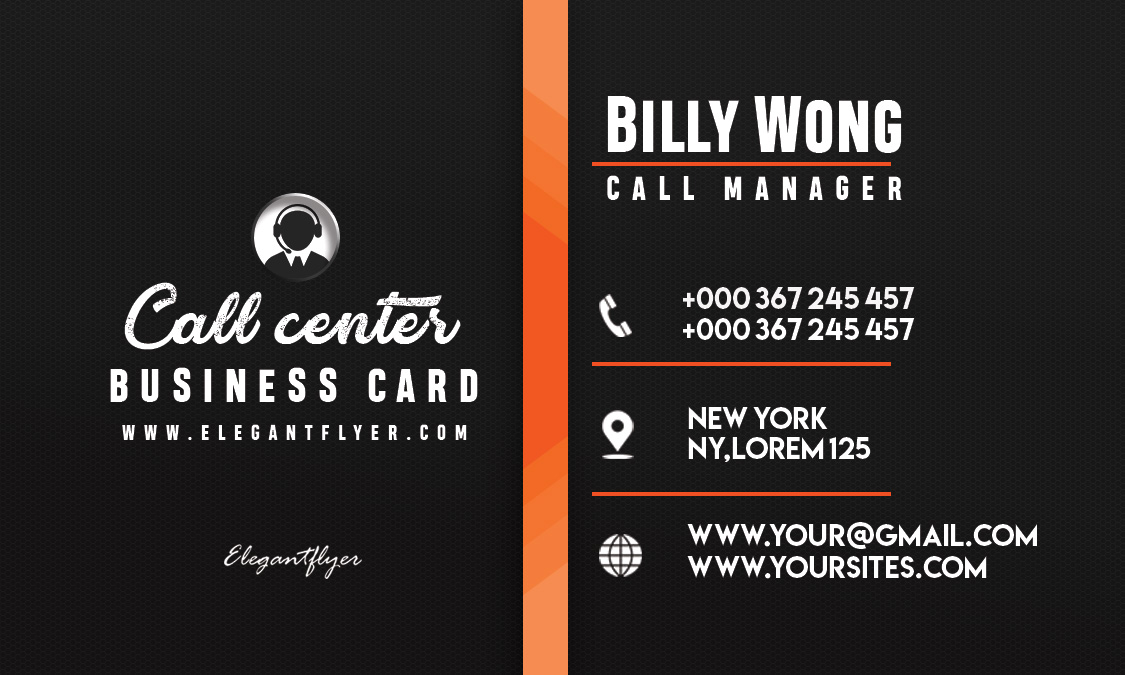 Call center
BUSINESS CARD
WWW.ELEGANTFLYER.COM
Elegantflyer
BILLY WONG
CALL MANAGER
+000 367 245 457
+000 367 245 457
NEW YORK
NY,LOREM 125
WWW.YOUR@GMAIL.COM
WWW.YOURSITES.COM